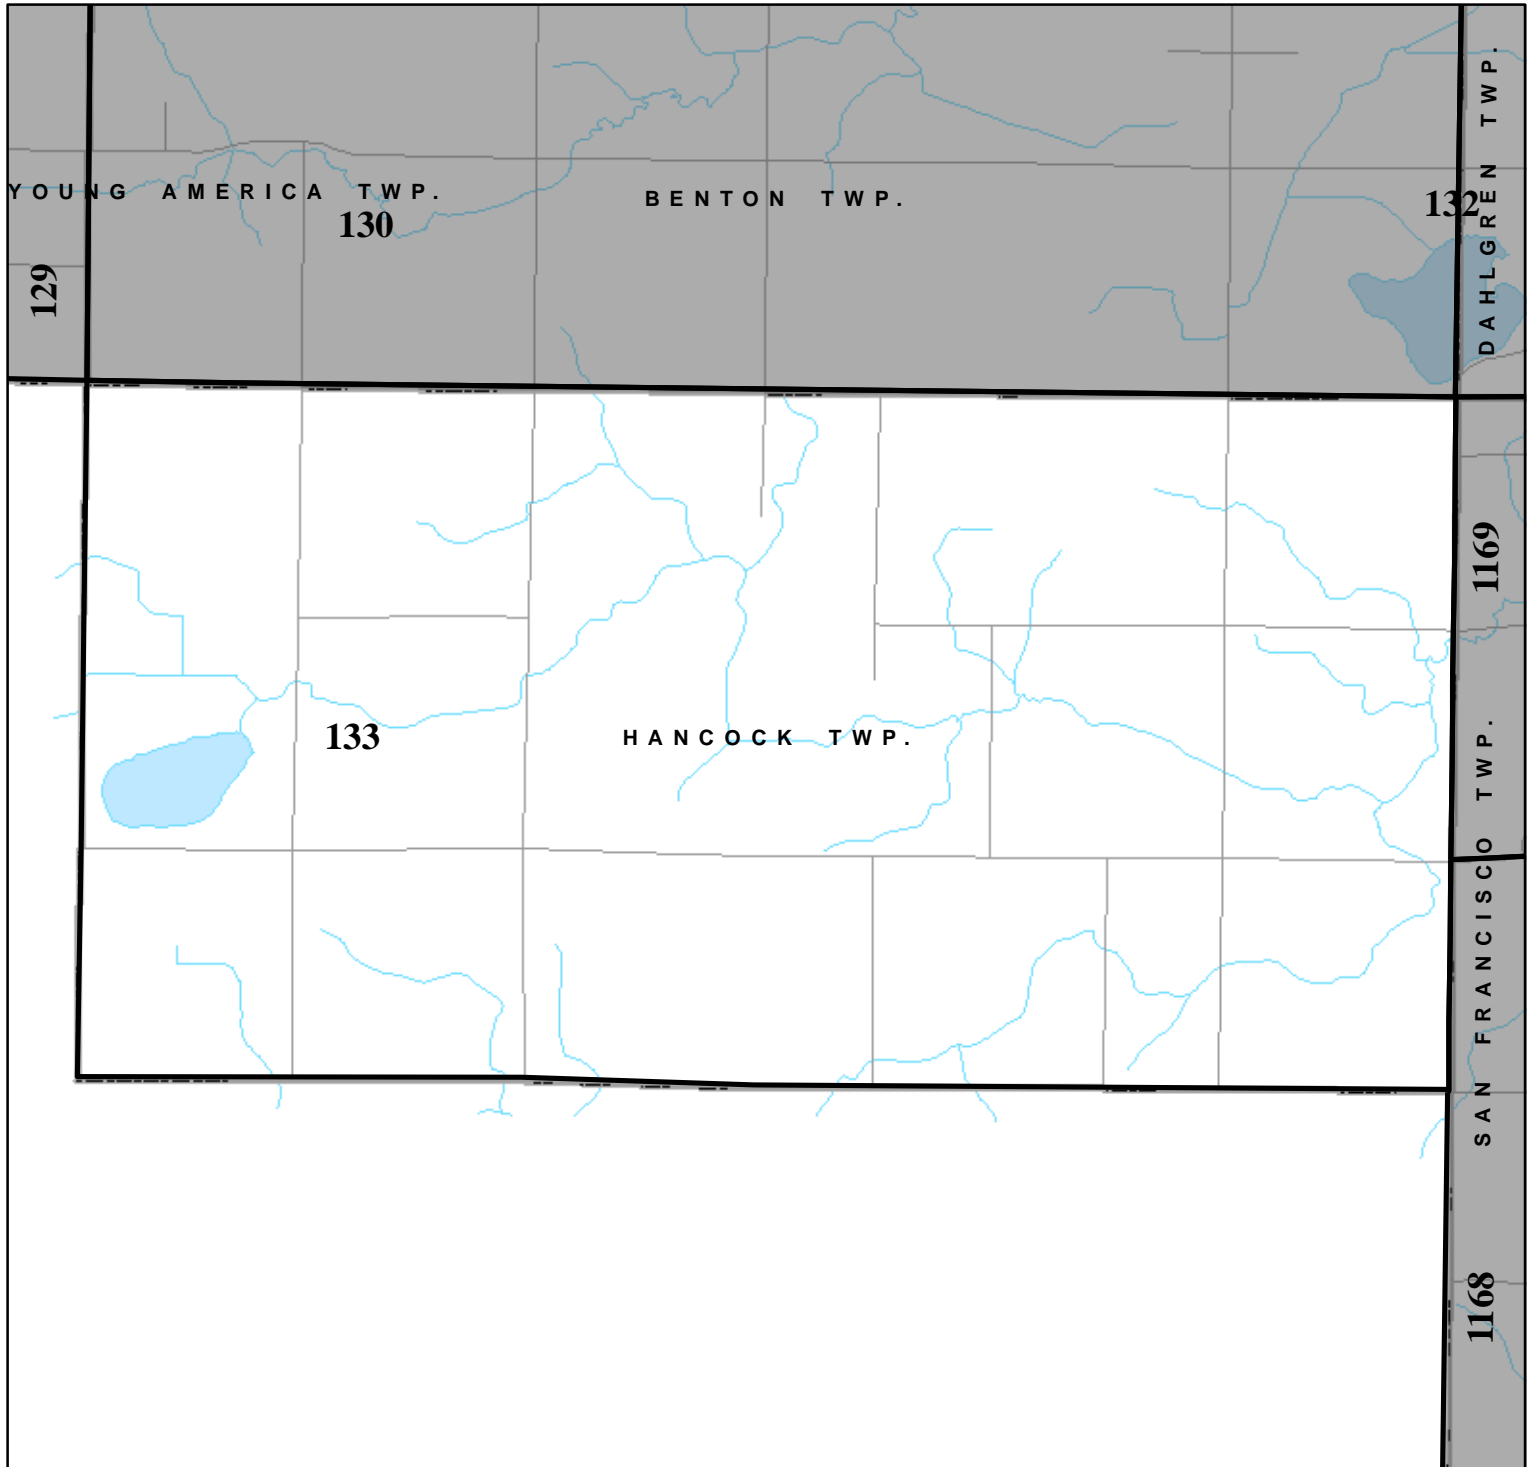 DAHLGREN TWP.
YOUNG AMERICA TWP.
BENTON TWP.
132
130
129
1169
133
HANCOCK TWP.
SAN FRANCISCO TWP.
1168